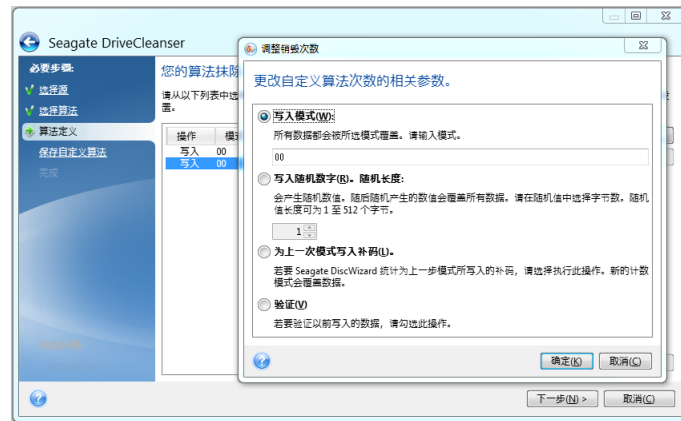 Seagate DriveCleanser
必要步骤:
选择源
选择算法
算法定义
保存自定义算法
完成
您的算法抹除
请从以下列表中选
置。
操作 模
写入 00
写入 00
调整销毁次数
更改自定义算法次数的相关参数。
写入模式(W):
所有数据都会被所选模式覆盖。请输入模式。
00
写入随机数字(R)。随机长度:
会产生随机数值。随后随机产生的数值会覆盖所有数据。请在随机值中选择字节数。随机
值长度可为 1 至 512 个字节。
1
为上一次模式写入补码(L)。
若要 Seagate DiscWizard 统计为上一步模式所写入的补码，请选择执行此操作。新的计数
模式会覆盖数据。
验证(V)
若要验证以前写入的数据，请勾选此操作。
确定(K) 取消(C)
下一步(N) > 取消(C)